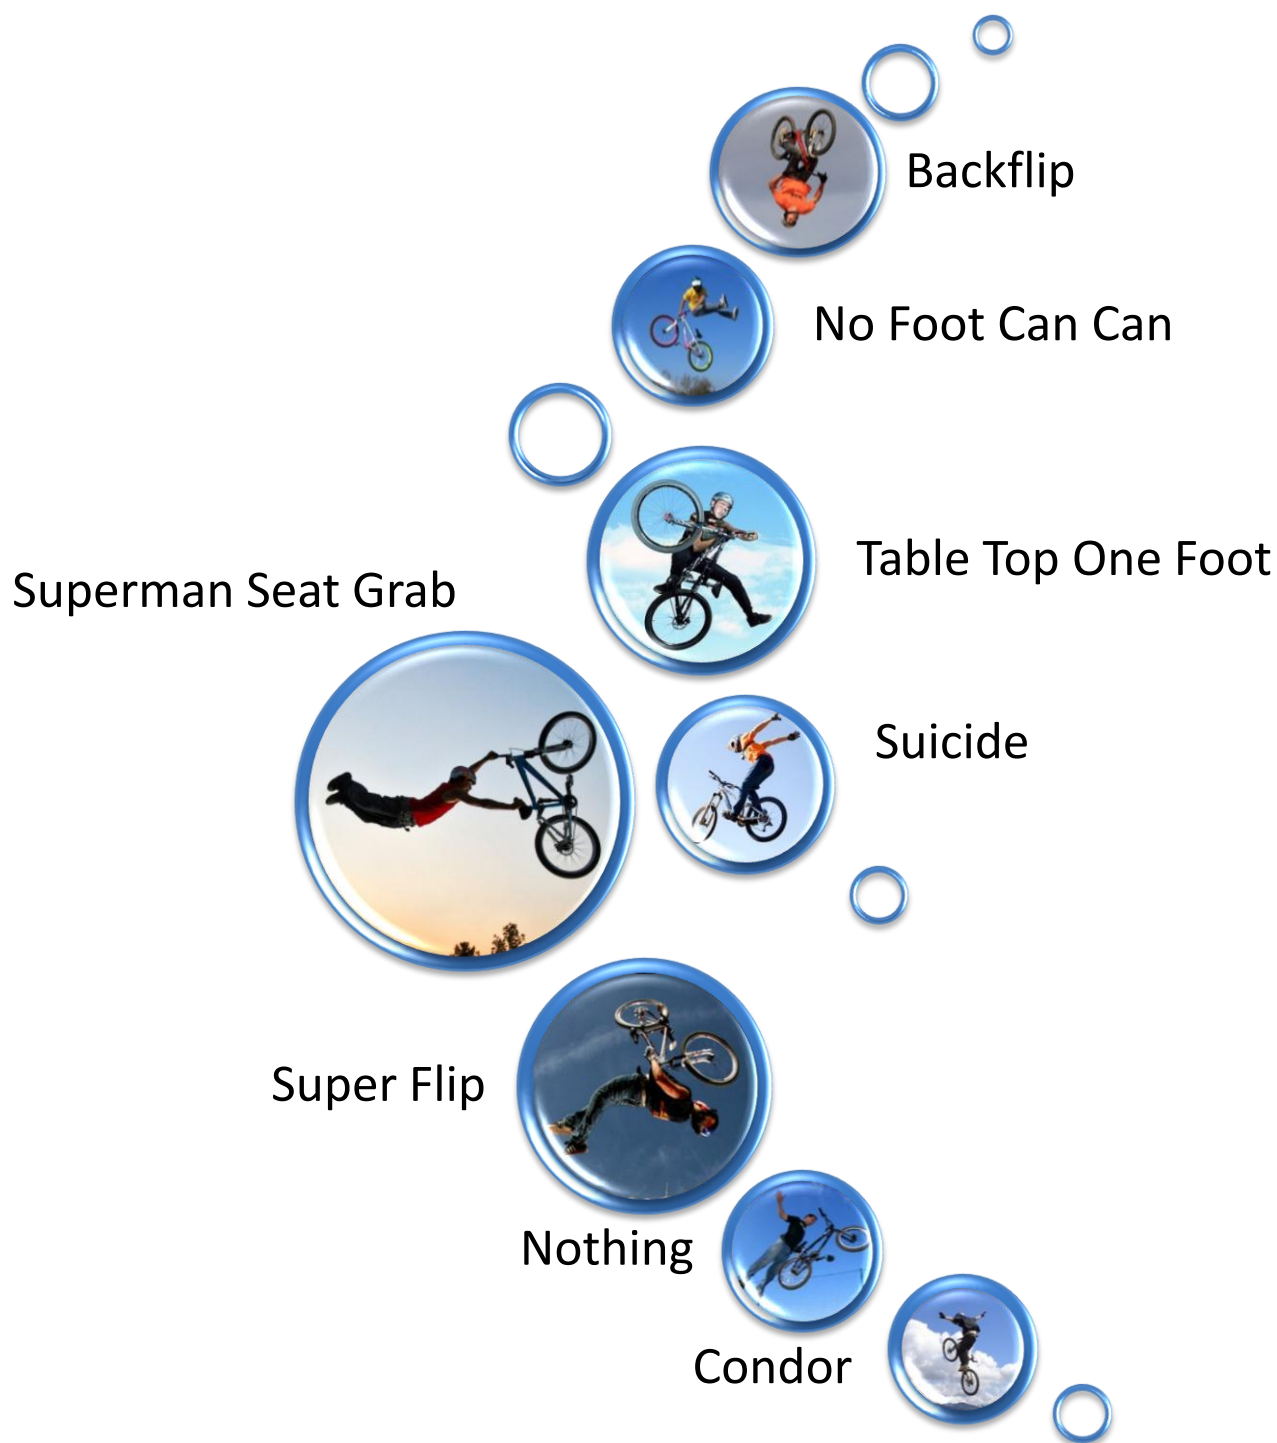 Backflip
No Foot Can Can
Table Top One Foot
Superman Seat Grab
Suicide
Super Flip
Nothing
Condor